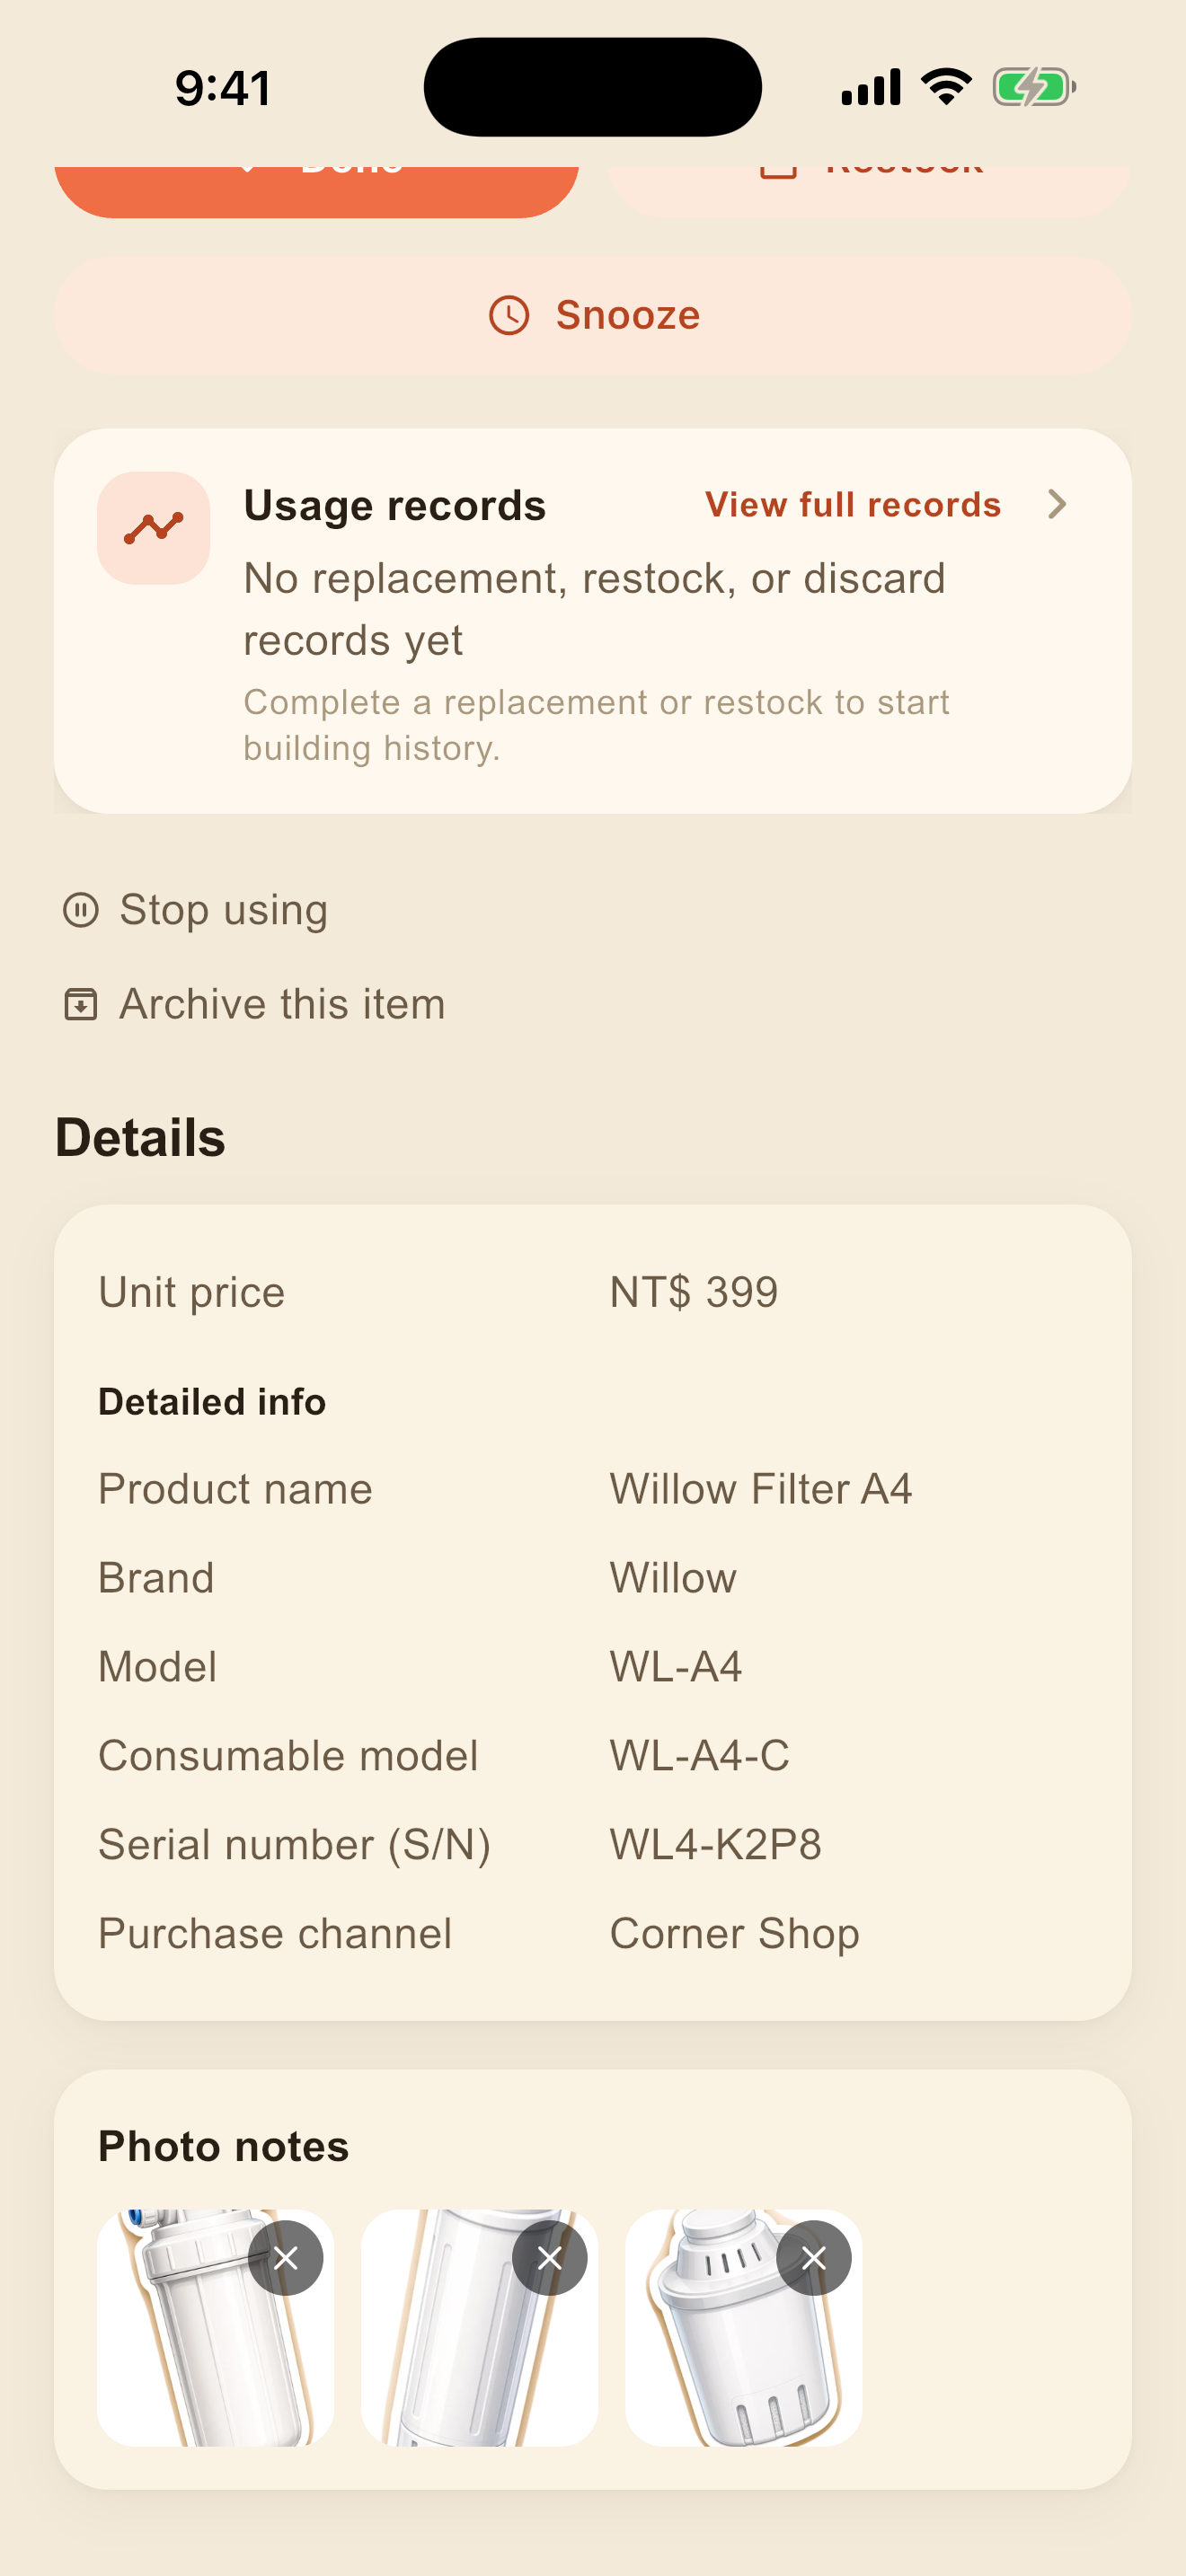 9:41
Done
Restock
Snooze
Usage records
View full records
No replacement, restock, or discard
records yet
Complete a replacement or restock to start
building history.
Stop using
Archive this item
Details
Unit price
NT$ 399
Detailed info
Product name
Willow Filter A4
Brand
Willow
Model
WL-A4
Consumable model
WL-A4-C
Serial number (S/N)
WL4-K2P8
Purchase channel
Corner Shop
Photo notes